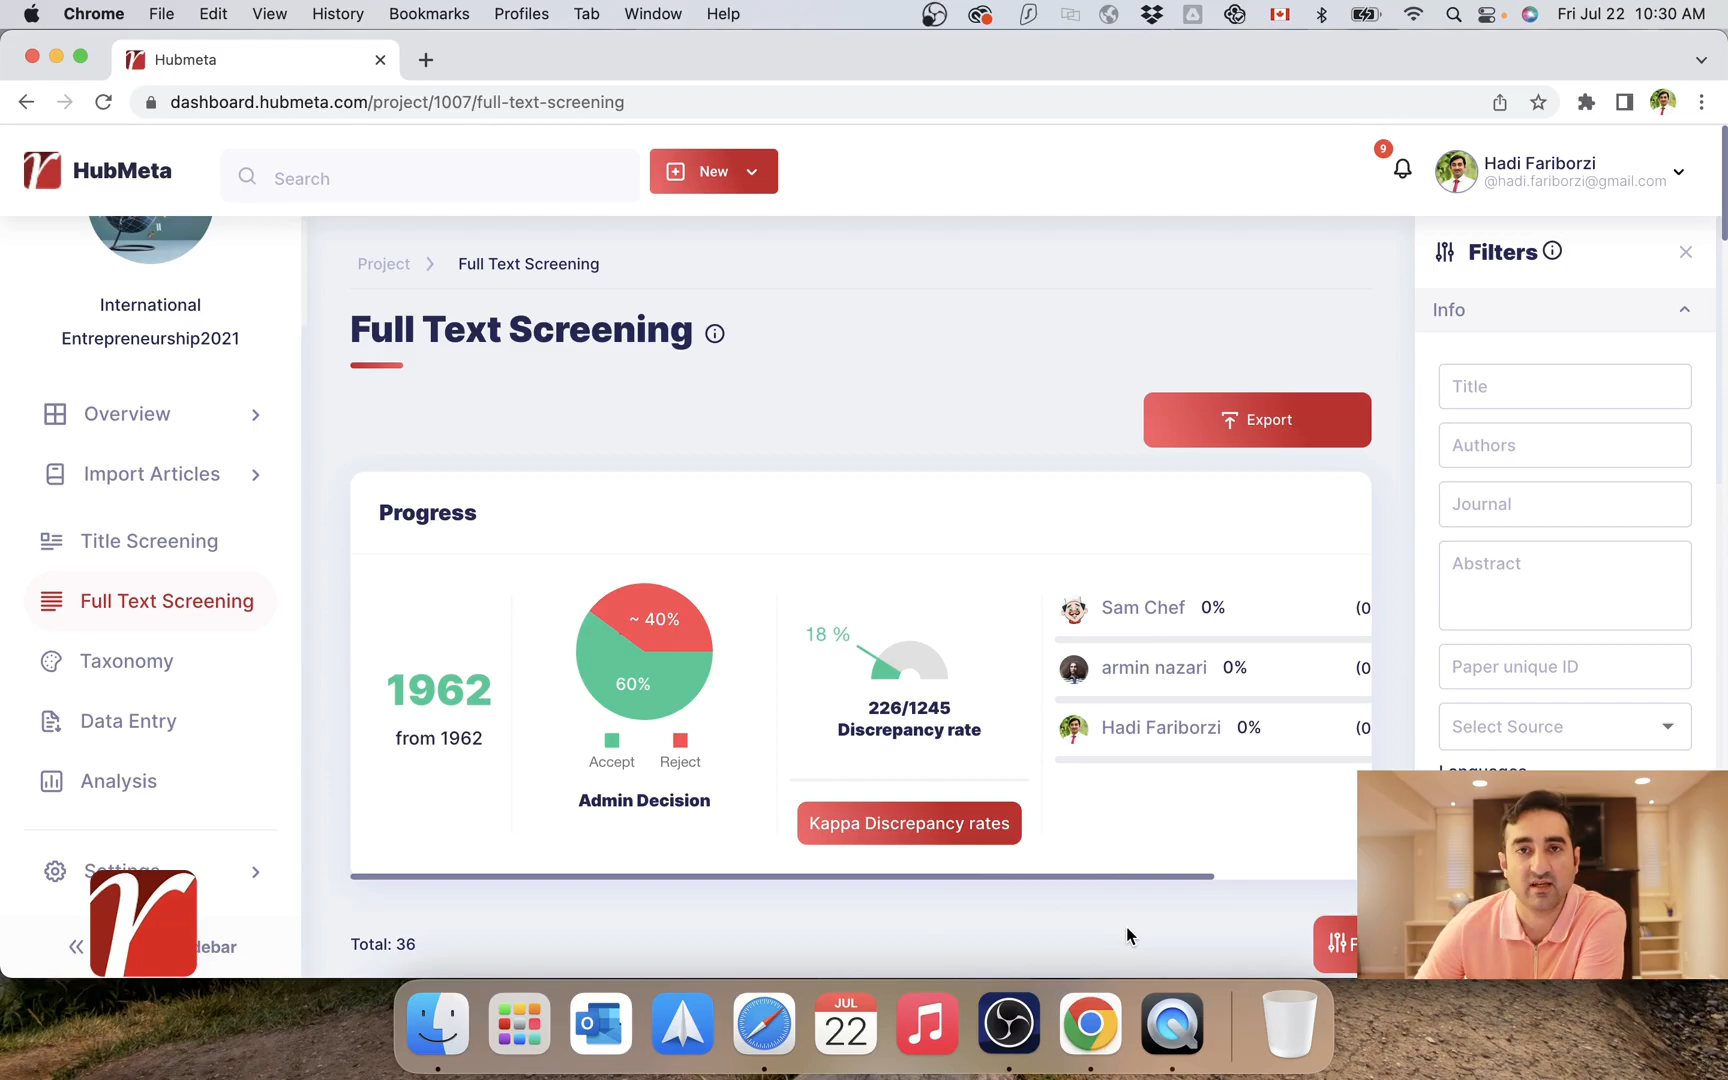 Chrome File Edit View History Bookmarks Profiles Tab Window Help
Fri Jul 22 10:30 AM
Hubmeta
dashboard.hubmeta.com/project/1007/full-text-screening
HubMeta
Search
New
9
Hadi Fariborzi
@hadi.fariborzi@gmail.com
International
Entrepreneurship2021
Overview
Import Articles
Title Screening
Full Text Screening
Taxonomy
Data Entry
Analysis
Settings
debar
Project
Full Text Screening
Full Text Screening
Export
Progress
1962
from 1962
~ 40%
60%
Accept Reject
Admin Decision
18 %
226/1245
Discrepancy rate
Kappa Discrepancy rates
Sam Chef 0% (0
armin nazari 0% (0
Hadi Fariborzi 0% (0
Total: 36
F
Filters
Info
Title
Authors
Journal
Abstract
Paper unique ID
Select Source
Languages
JUL
22